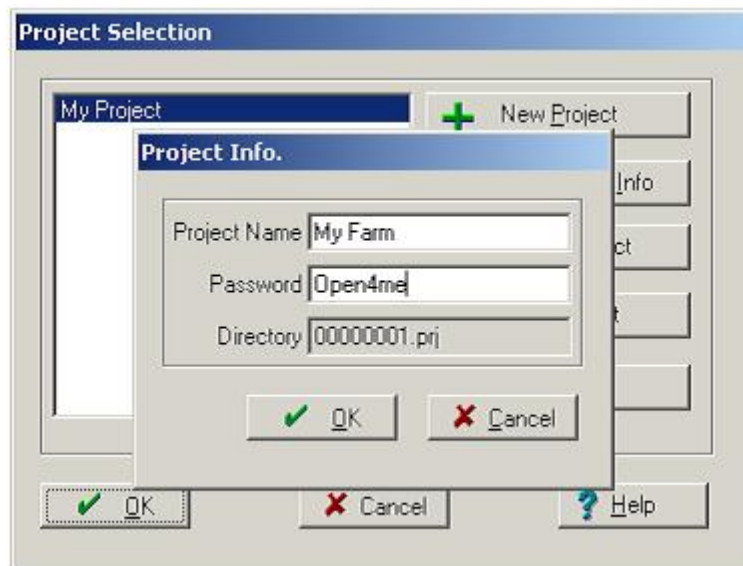 Project Selection
My Project
New Project
Project Info.
Info
Project Name My Farm
ct
Password Open4me
t
Directory 00000001.prj
OK Cancel
OK Cancel Help